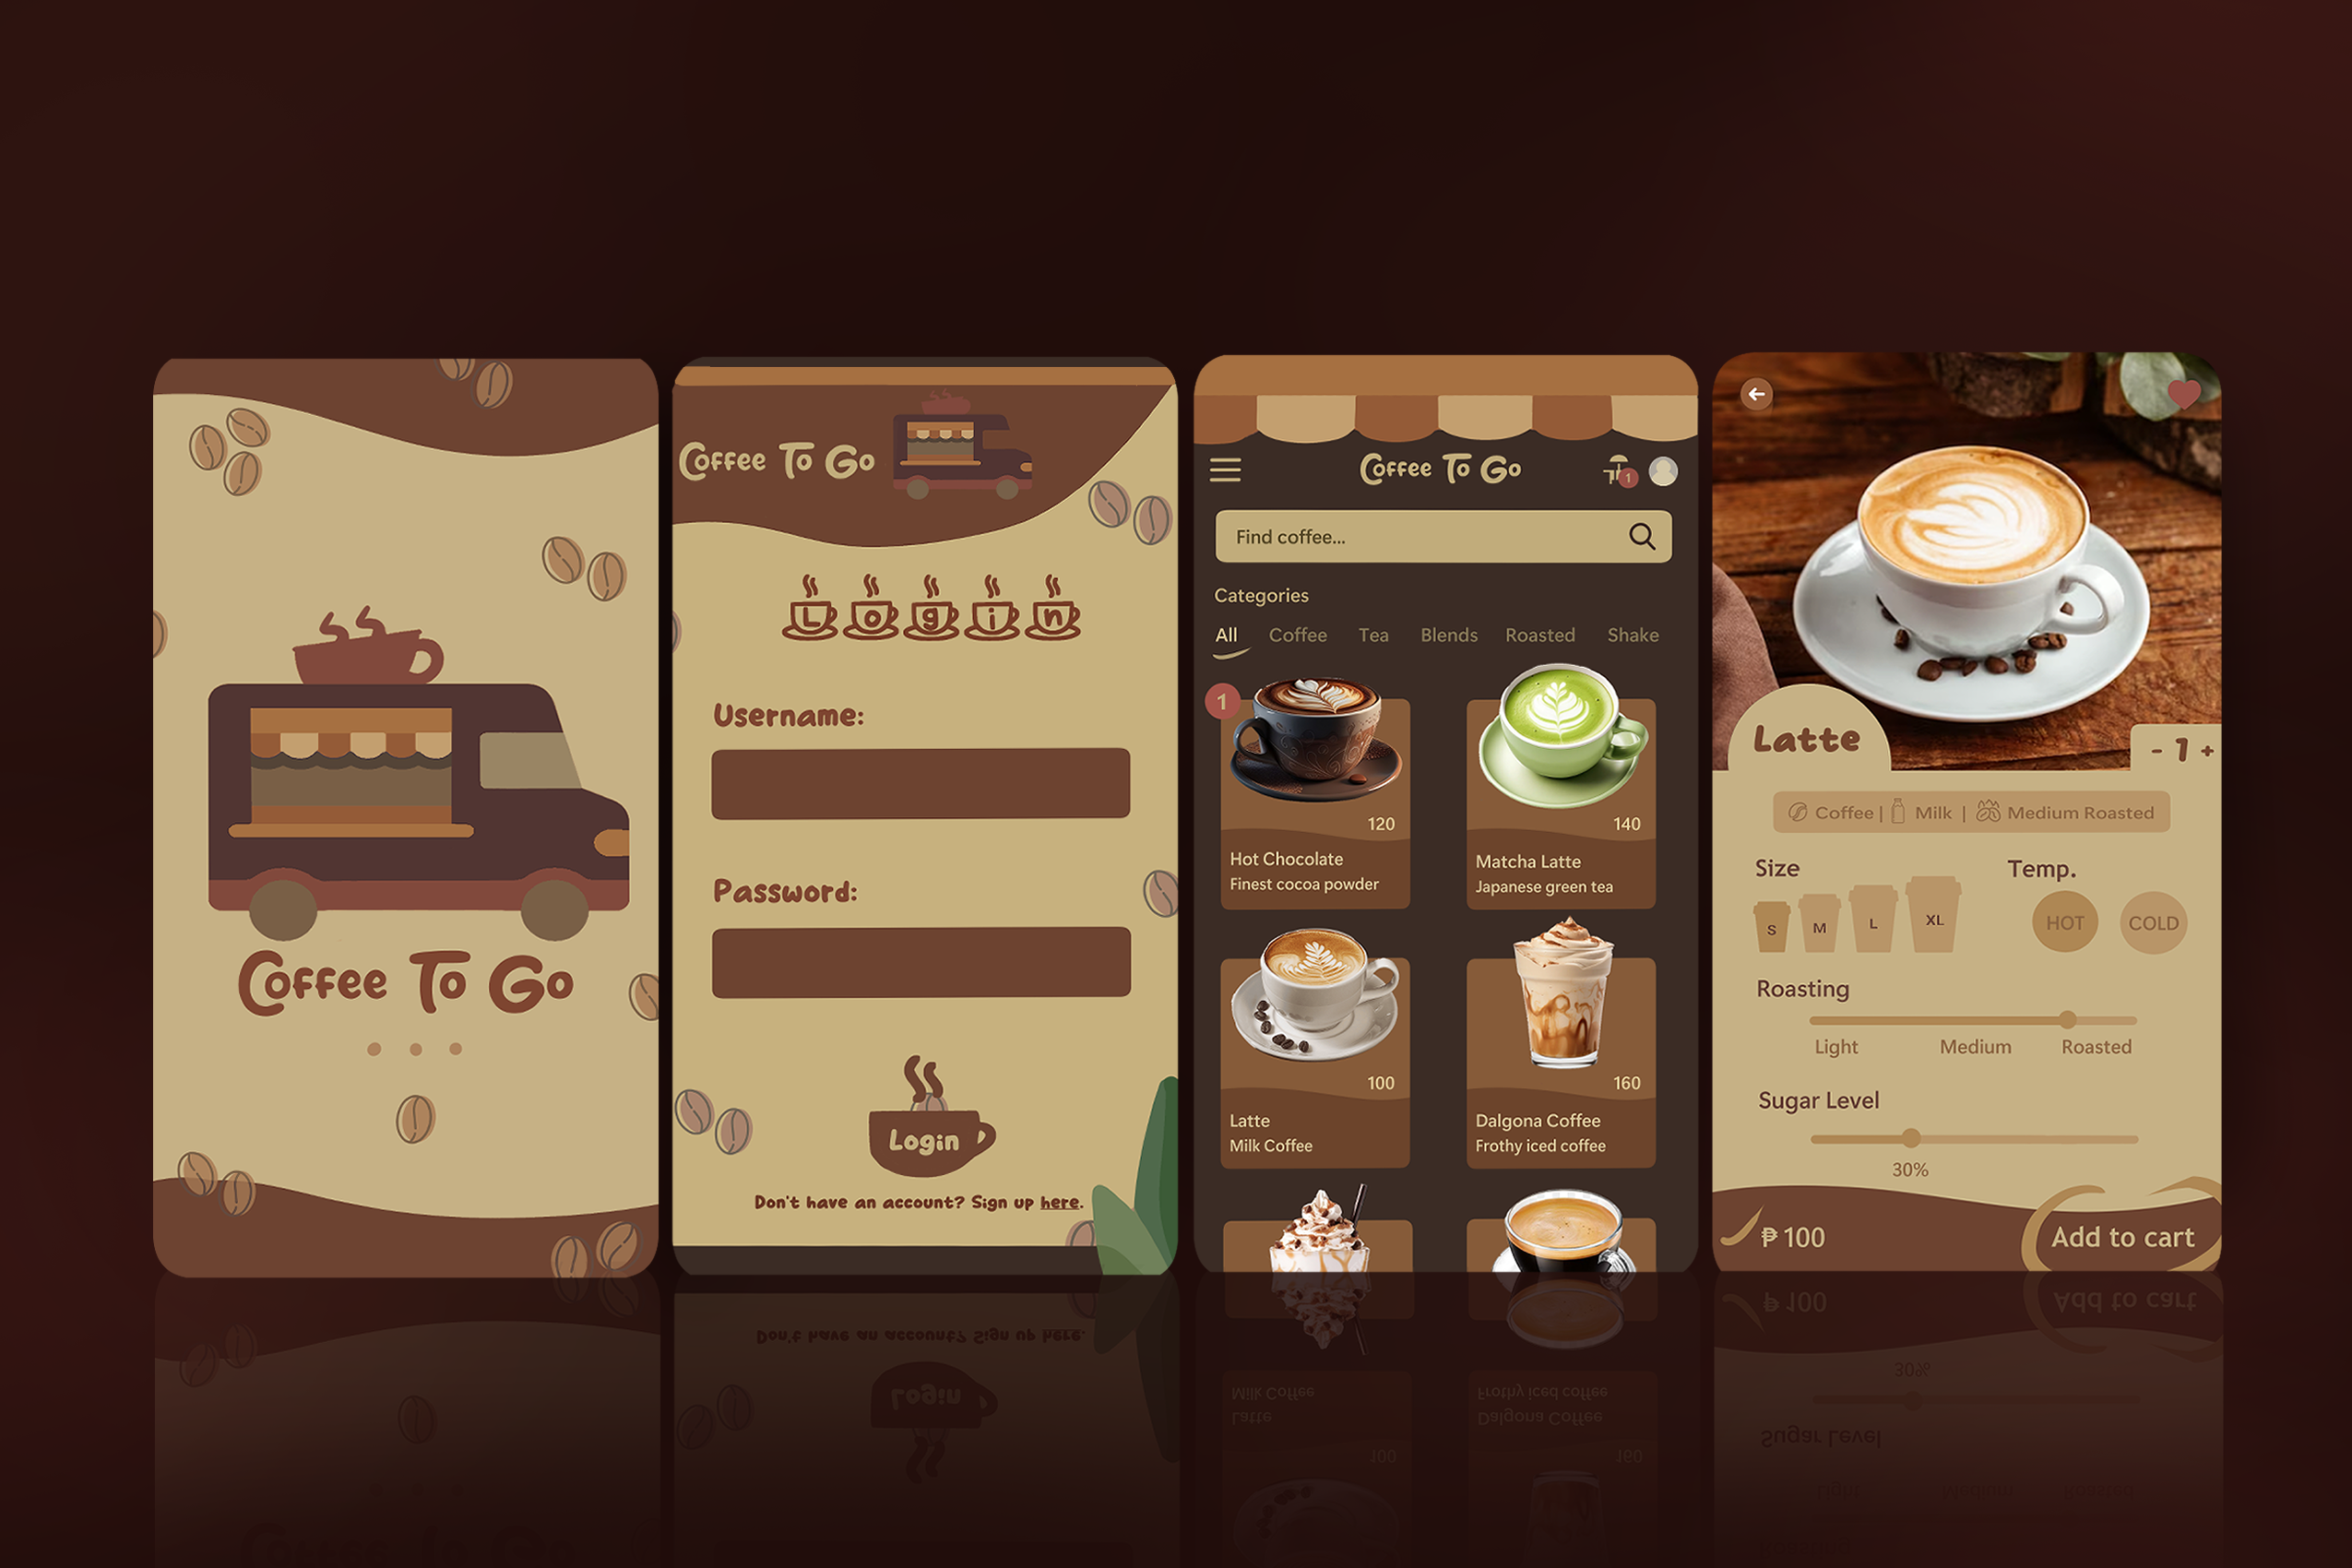 Coffee To Go
Coffee To Go
Login
Username:
Password:
Login
Don't have an account? Sign up here.
Coffee To Go
1
Find coffee...
Categories
All Coffee Tea Blends Roasted Shake
1
120
Hot Chocolate
Finest cocoa powder
140
Matcha Latte
Japanese green tea
100
Latte
Milk Coffee
160
Dalgona Coffee
Frothy iced coffee
Latte
- 1 +
Coffee | Milk | Medium Roasted
Size
S M L XL
Temp.
HOT COLD
Roasting
Light Medium Roasted
Sugar Level
30%
₱ 100
Add to cart